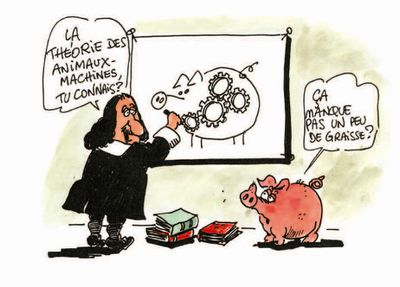 LA
THÉORIE DES
ANIMAUX-
MACHINES,
TU CONNAIS?
ÇA
MANQUE
PAS UN PEU
DE GRAISSE?